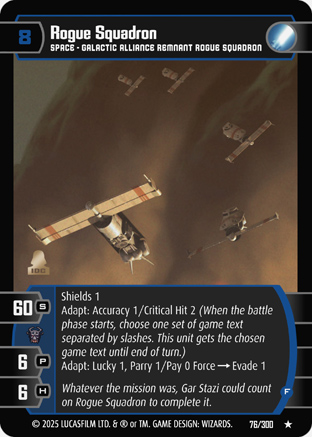 8
Rogue Squadron
SPACE - GALACTIC ALLIANCE REMNANT ROGUE SQUADRON
IDC
60 S
6 P
6 H
Shields 1
Adapt: Accuracy 1/Critical Hit 2 (When the battle
phase starts, choose one set of game text
separated by slashes. This unit gets the chosen
game text until end of turn.)
Adapt: Lucky 1, Parry 1/Pay 0 Force → Evade 1
Whatever the mission was, Gar Stazi could count
on Rogue Squadron to complete it.
F
© 2025 LUCASFILM LTD. & ® or TM. GAME DESIGN: WIZARDS. 76/300 ★